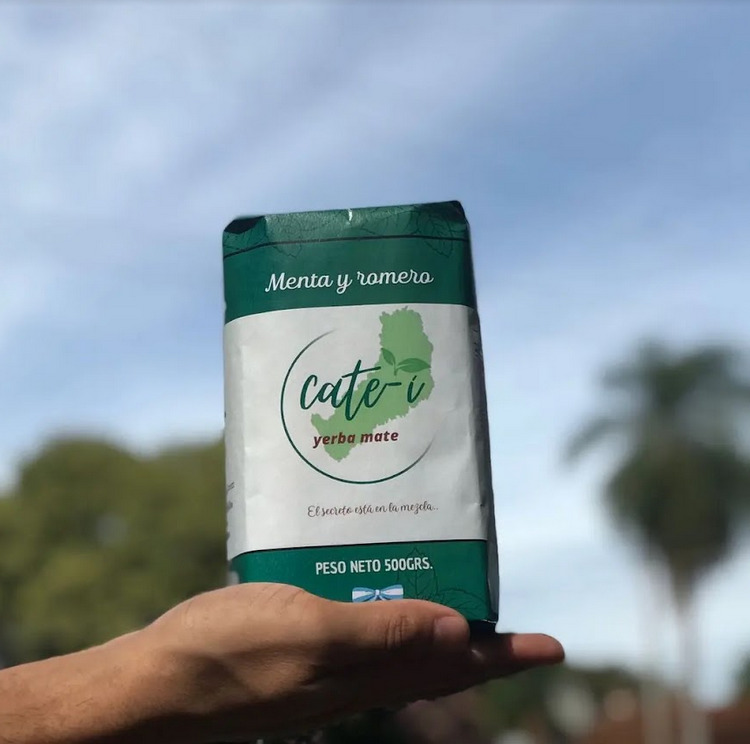 Menta y romero
cate-í
yerba mate
El secreto está en la mezcla..
PESO NETO 500GRS.